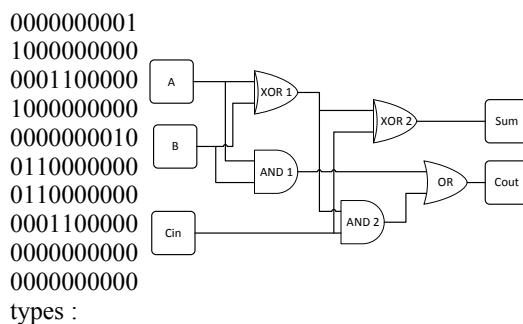 0000000001
1000000000
0001100000
1000000000
0000000010
0110000000
0110000000
0001100000
0000000000
0000000000
types :
A
XOR 1
XOR 2
Sum
B
AND 1
OR
Cout
Cin
AND 2